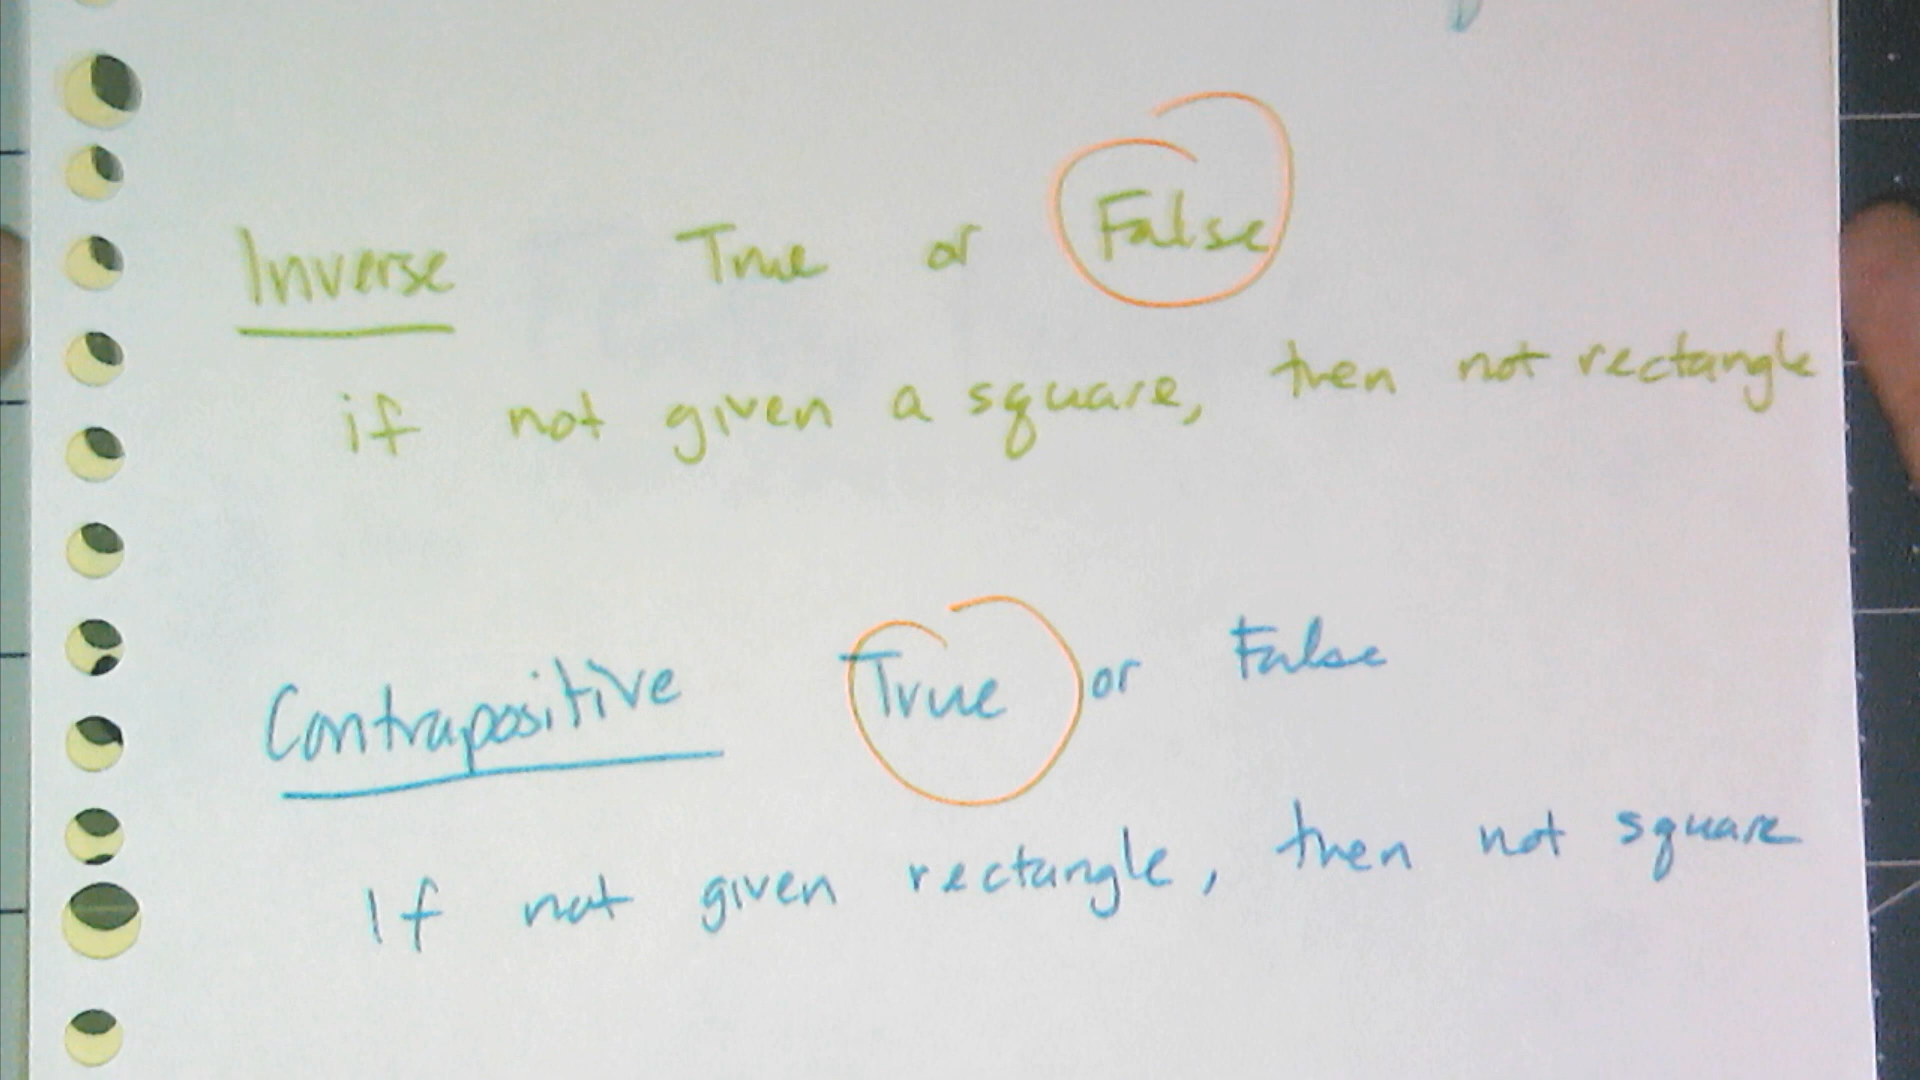 Inverse True or False
if not given a square, then not rectangle
Contrapositive True or False
If not given rectangle, then not square